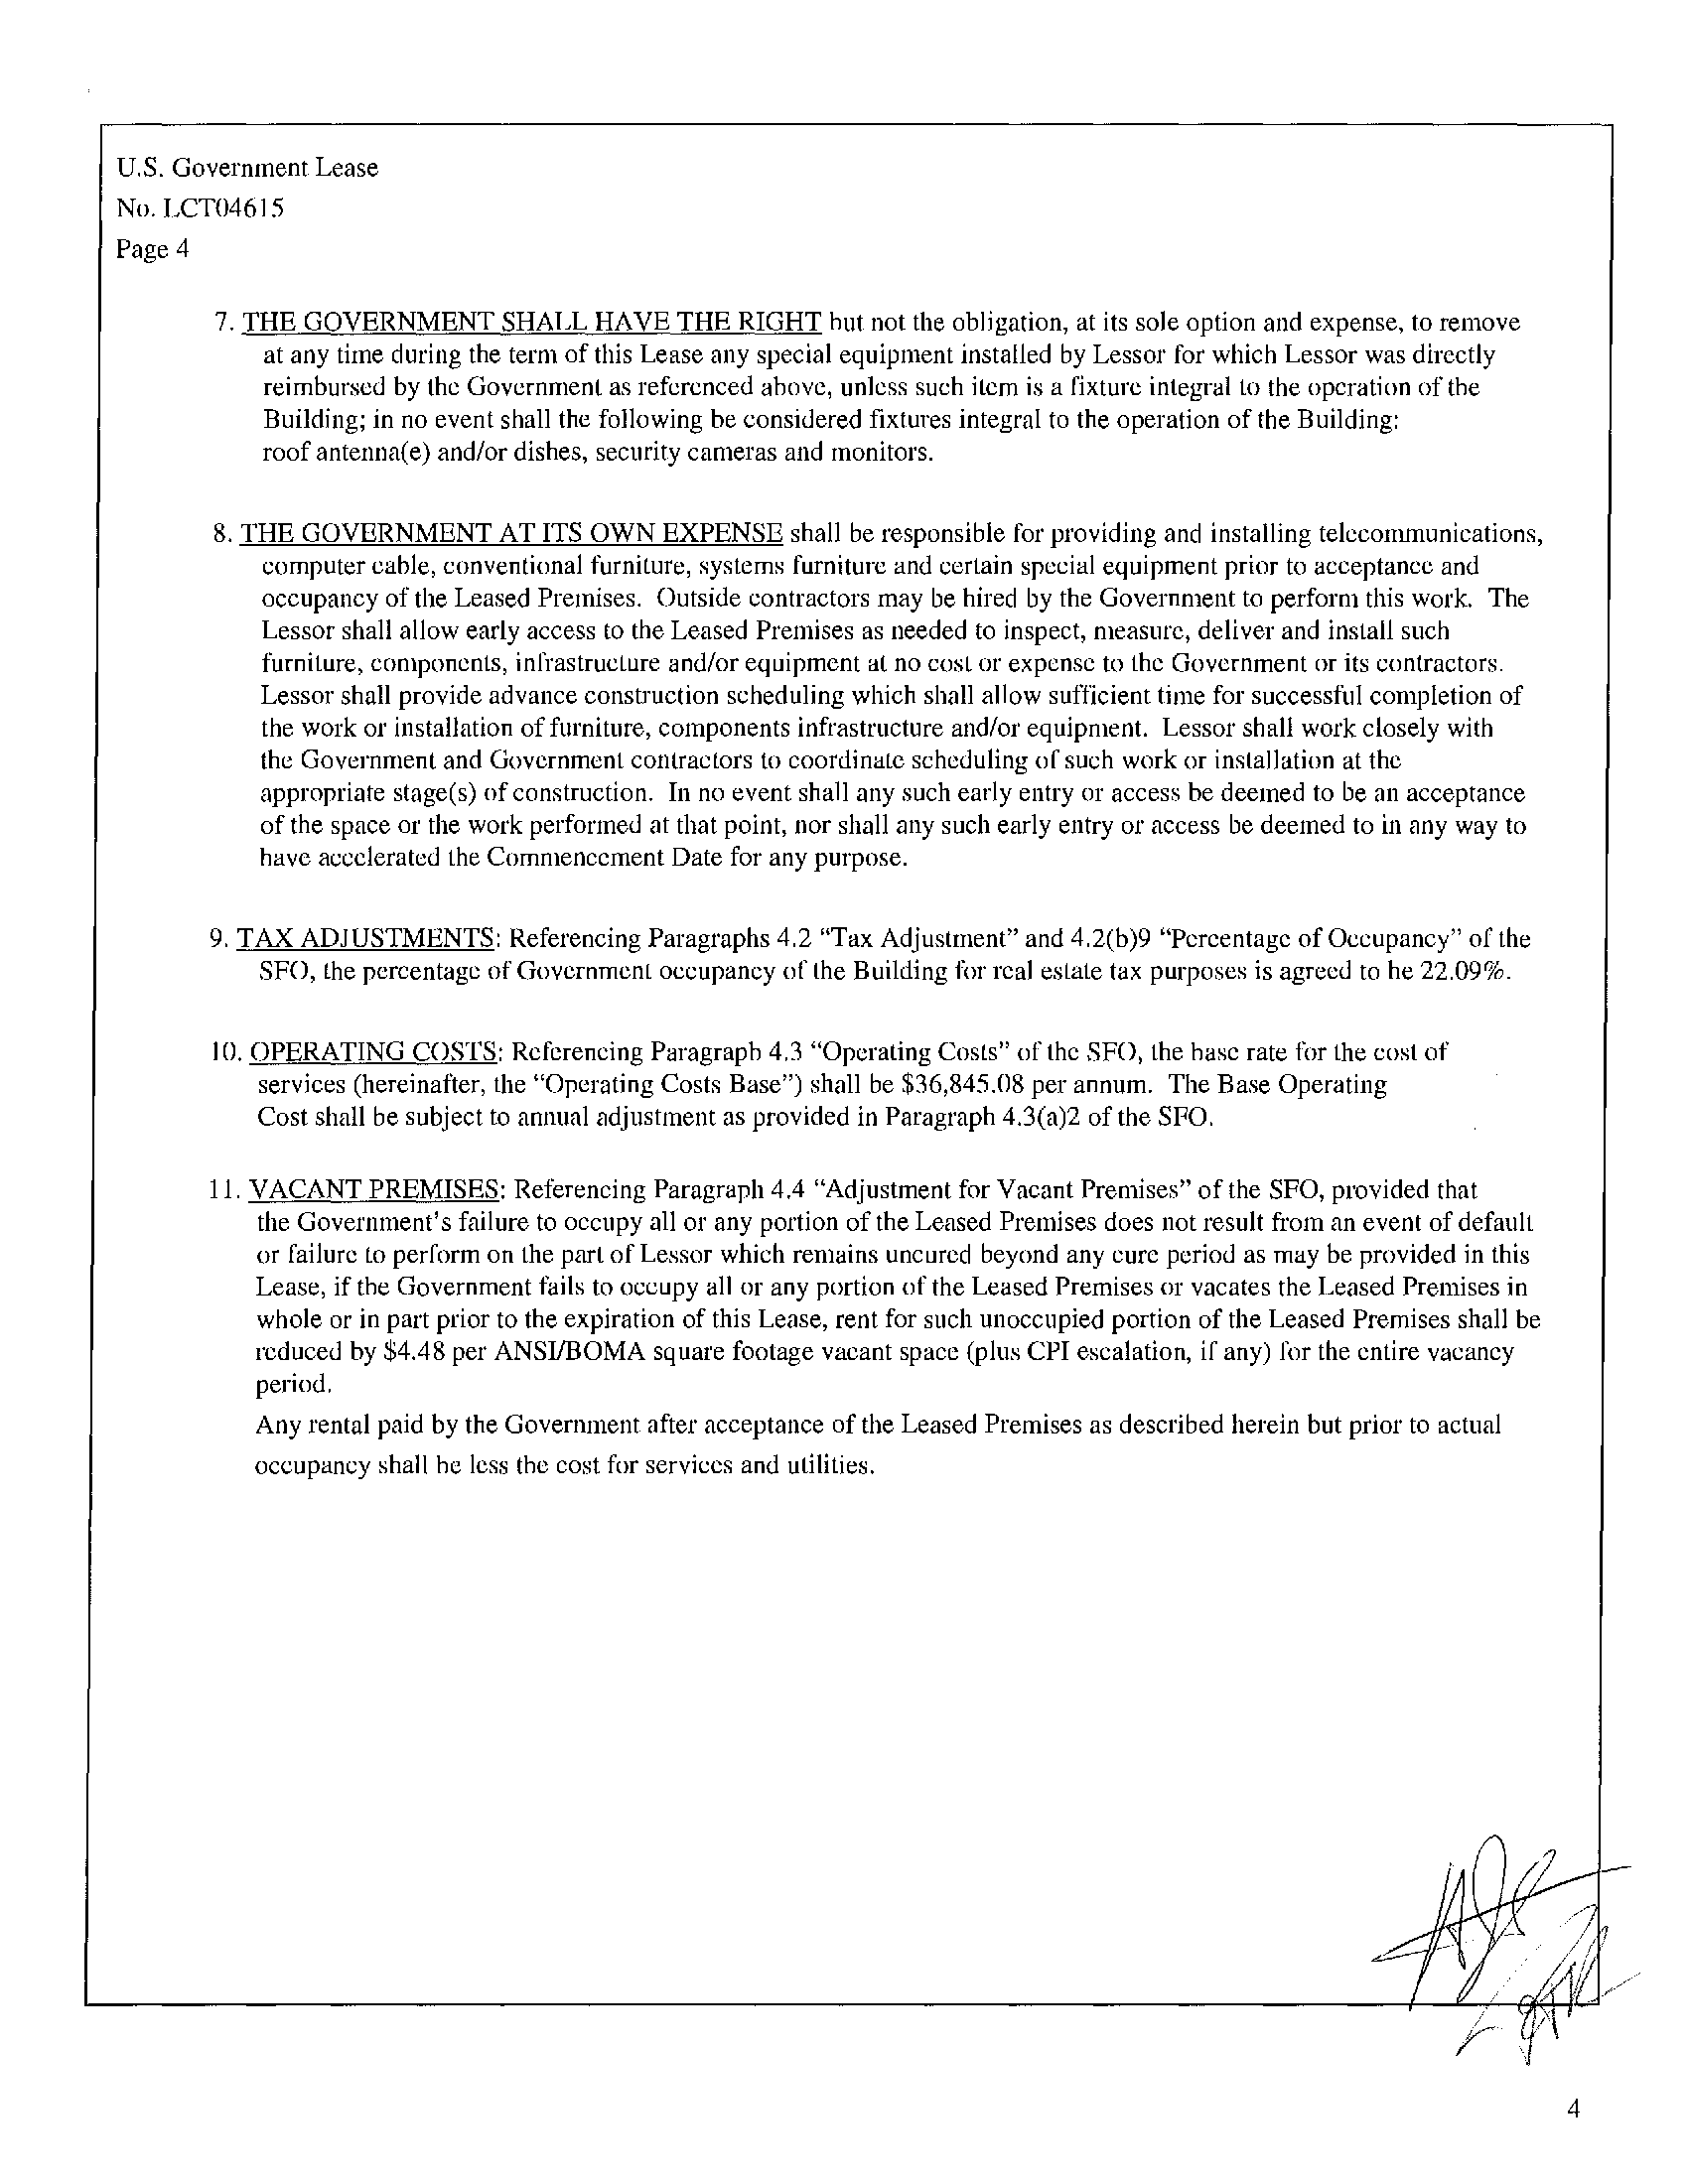 U.S. Government Lease
No. LCT04615
Page 4
7. THE GOVERNMENT SHALL HAVE THE RIGHT but not the obligation, at its sole option and expense, to remove
at any time during the term of this Lease any special equipment installed by Lessor for which Lessor was directly
reimbursed by the Government as referenced above, unless such item is a fixture integral to the operation of the
Building; in no event shall the following be considered fixtures integral to the operation of the Building:
roof antenna(e) and/or dishes, security cameras and monitors.
8. THE GOVERNMENT AT ITS OWN EXPENSE shall be responsible for providing and installing telecommunications,
computer cable, conventional furniture, systems furniture and certain special equipment prior to acceptance and
occupancy of the Leased Premises. Outside contractors may be hired by the Government to perform this work. The
Lessor shall allow early access to the Leased Premises as needed to inspect, measure, deliver and install such
furniture, components, infrastructure and/or equipment at no cost or expense to the Government or its contractors.
Lessor shall provide advance construction scheduling which shall allow sufficient time for successful completion of
the work or installation of furniture, components infrastructure and/or equipment. Lessor shall work closely with
the Government and Government contractors to coordinate scheduling of such work or installation at the
appropriate stage(s) of construction. In no event shall any such early entry or access be deemed to be an acceptance
of the space or the work performed at that point, nor shall any such early entry or access be deemed to in any way to
have accelerated the Commencement Date for any purpose.
9. TAX ADJUSTMENTS: Referencing Paragraphs 4.2 “Tax Adjustment” and 4.2(b)9 “Percentage of Occupancy” of the
SFO, the percentage of Government occupancy of the Building for real estate tax purposes is agreed to be 22.09%.
10. OPERATING COSTS: Referencing Paragraph 4.3 “Operating Costs” of the SFO, the base rate for the cost of
services (hereinafter, the “Operating Costs Base”) shall be $36,845.08 per annum. The Base Operating
Cost shall be subject to annual adjustment as provided in Paragraph 4.3(a)2 of the SFO.
11. VACANT PREMISES: Referencing Paragraph 4.4 “Adjustment for Vacant Premises” of the SFO, provided that
the Government’s failure to occupy all or any portion of the Leased Premises does not result from an event of default
or failure to perform on the part of Lessor which remains uncured beyond any cure period as may be provided in this
Lease, if the Government fails to occupy all or any portion of the Leased Premises or vacates the Leased Premises in
whole or in part prior to the expiration of this Lease, rent for such unoccupied portion of the Leased Premises shall be
reduced by $4.48 per ANSI/BOMA square footage vacant space (plus CPI escalation, if any) for the entire vacancy
period.
Any rental paid by the Government after acceptance of the Leased Premises as described herein but prior to actual
occupancy shall be less the cost for services and utilities.
4